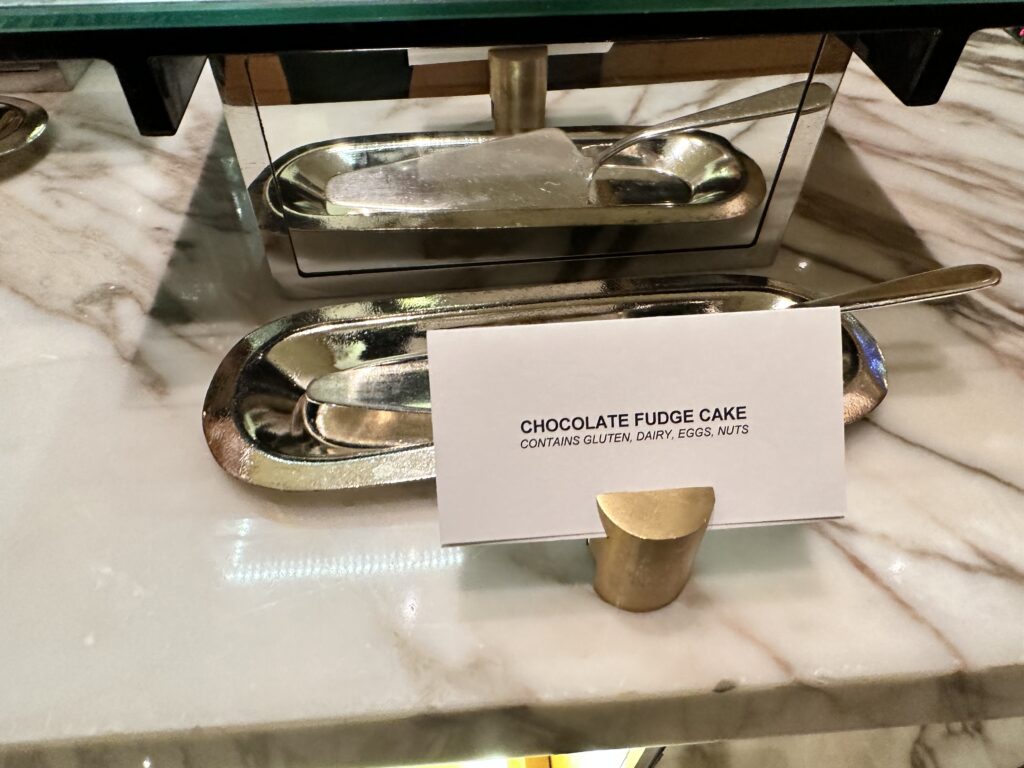 CHOCOLATE FUDGE CAKE
CONTAINS GLUTEN, DAIRY, EGGS, NUTS